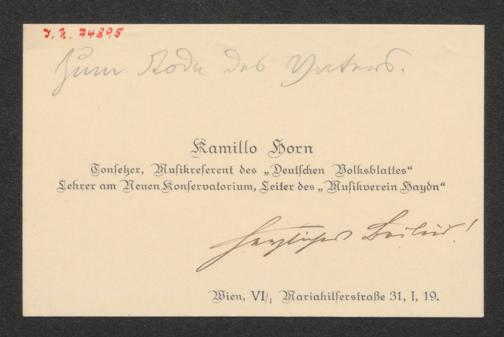 I. N. 74895
Zum Tode des Vaters.
Kamillo Horn
Tonsetzer, Musikreferent des „Deutschen Volksblattes“
Lehrer am Neuen Konservatorium, Leiter des „Musikverein Haydn“
Herzliches Beileid!
Wien, VI/1 Mariahilferstraße 31, I, 19.